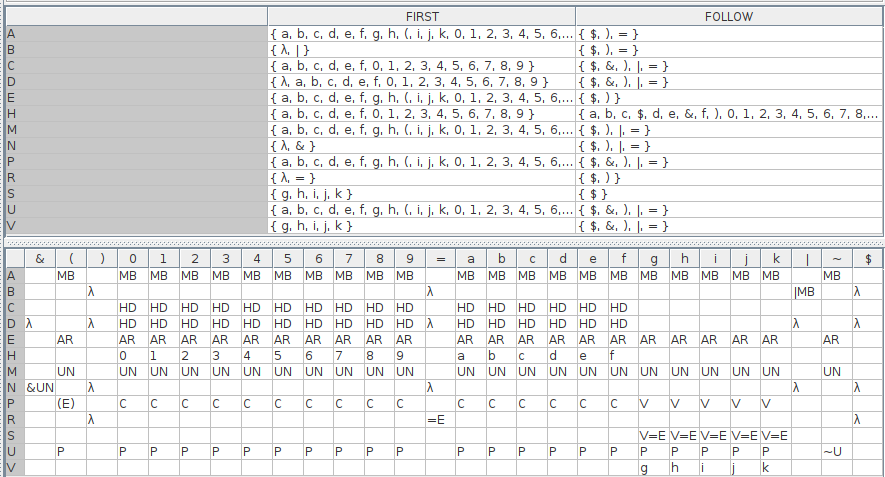 FIRST FOLLOW
A { a, b, c, d, e, f, g, h, (, i, j, k, 0, 1, 2, 3, 4, 5, 6,... { $, ), = }
B { λ, | } { $, ), = }
C { a, b, c, d, e, f, 0, 1, 2, 3, 4, 5, 6, 7, 8, 9 } { $, &, ), |, = }
D { λ, a, b, c, d, e, f, 0, 1, 2, 3, 4, 5, 6, 7, 8, 9 } { $, &, ), |, = }
E { a, b, c, d, e, f, g, h, (, i, j, k, 0, 1, 2, 3, 4, 5, 6,... { $, ) }
H { a, b, c, d, e, f, 0, 1, 2, 3, 4, 5, 6, 7, 8, 9 } { a, b, c, $, d, e, &, f, ), 0, 1, 2, 3, 4, 5, 6, 7, 8,...
M { a, b, c, d, e, f, g, h, (, i, j, k, 0, 1, 2, 3, 4, 5, 6,... { $, ), |, = }
N { λ, & } { $, ), |, = }
P { a, b, c, d, e, f, g, h, (, i, j, k, 0, 1, 2, 3, 4, 5, 6,... { $, &, ), |, = }
R { λ, = } { $, ) }
S { g, h, i, j, k } { $ }
U { a, b, c, d, e, f, g, h, (, i, j, k, 0, 1, 2, 3, 4, 5, 6,... { $, &, ), |, = }
V { g, h, i, j, k } { $, &, ), |, = }
& ( ) 0 1 2 3 4 5 6 7 8 9 = a b c d e f g h i j k | ~ $
A MB MB MB MB MB MB MB MB MB MB MB MB MB MB MB MB MB MB MB MB MB MB MB MB
B λ λ |MB λ
C HD HD HD HD HD HD HD HD HD HD HD HD HD HD HD HD
D λ λ HD HD HD HD HD HD HD HD HD HD λ HD HD HD HD HD HD λ λ
E AR AR AR AR AR AR AR AR AR AR AR AR AR AR AR AR AR AR AR AR AR AR AR
H 0 1 2 3 4 5 6 7 8 9 a b c d e f
M UN UN UN UN UN UN UN UN UN UN UN UN UN UN UN UN UN UN UN UN UN UN UN
N &UN λ λ λ λ
P (E) C C C C C C C C C C C C C C C C V V V V V
R λ =E λ
S V=E V=E V=E V=E V=E
U P P P P P P P P P P P P P P P P P P P P P P ~U
V g h i j k